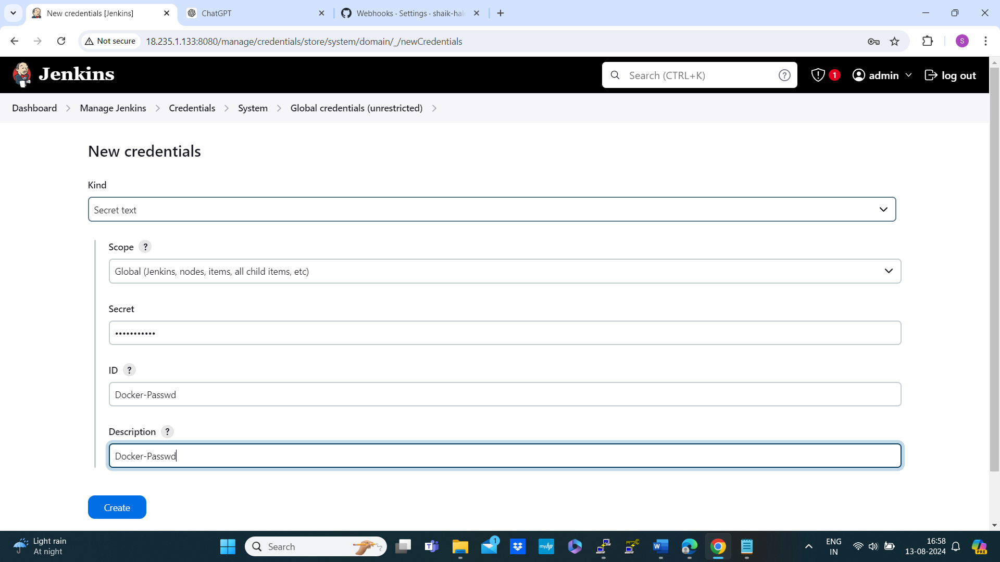 New credentials [Jenkins]
ChatGPT
Webhooks · Settings · shaik-hal
Not secure
18.235.1.133:8080/manage/credentials/store/system/domain/_/newCredentials
S
Jenkins
Search (CTRL+K)
?
1
admin
log out
Dashboard
Manage Jenkins
Credentials
System
Global credentials (unrestricted)
New credentials
Kind
Secret text
Scope ?
Global (Jenkins, nodes, items, all child items, etc)
Secret
•••••••••••
ID ?
Docker-Passwd
Description ?
Docker-Passwd
Create
Light rain
At night
Search
1
myhp
W
ENG
IN
16:58
13-08-2024
PRE